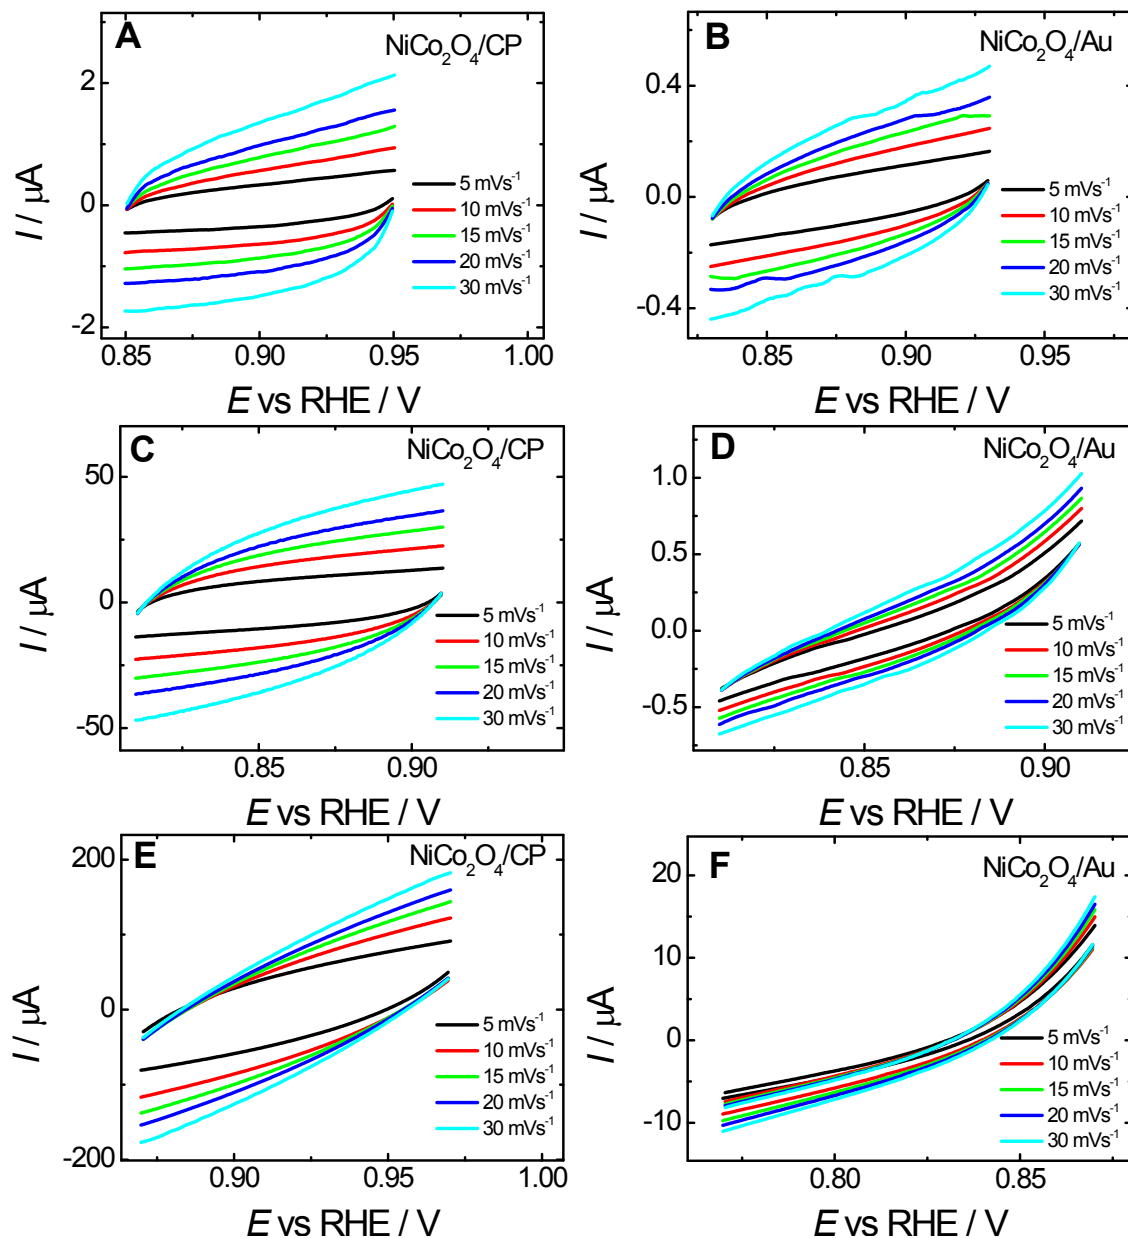 A
NiCo₂O₄/CP
I / μA
2
0
-2
5 mVs⁻¹
10 mVs⁻¹
15 mVs⁻¹
20 mVs⁻¹
30 mVs⁻¹
0.85 0.90 0.95 1.00
E vs RHE / V
B
NiCo₂O₄/Au
I / μA
0.4
0.0
-0.4
5 mVs⁻¹
10 mVs⁻¹
15 mVs⁻¹
20 mVs⁻¹
30 mVs⁻¹
0.85 0.90 0.95
E vs RHE / V
C
NiCo₂O₄/CP
I / μA
50
0
-50
5 mVs⁻¹
10 mVs⁻¹
15 mVs⁻¹
20 mVs⁻¹
30 mVs⁻¹
0.85 0.90
E vs RHE / V
D
NiCo₂O₄/Au
I / μA
1.0
0.5
0.0
-0.5
5 mVs⁻¹
10 mVs⁻¹
15 mVs⁻¹
20 mVs⁻¹
30 mVs⁻¹
0.85 0.90
E vs RHE / V
E
NiCo₂O₄/CP
I / μA
200
0
-200
5 mVs⁻¹
10 mVs⁻¹
15 mVs⁻¹
20 mVs⁻¹
30 mVs⁻¹
0.90 0.95 1.00
E vs RHE / V
F
NiCo₂O₄/Au
I / μA
20
10
0
-10
5 mVs⁻¹
10 mVs⁻¹
15 mVs⁻¹
20 mVs⁻¹
30 mVs⁻¹
0.80 0.85
E vs RHE / V